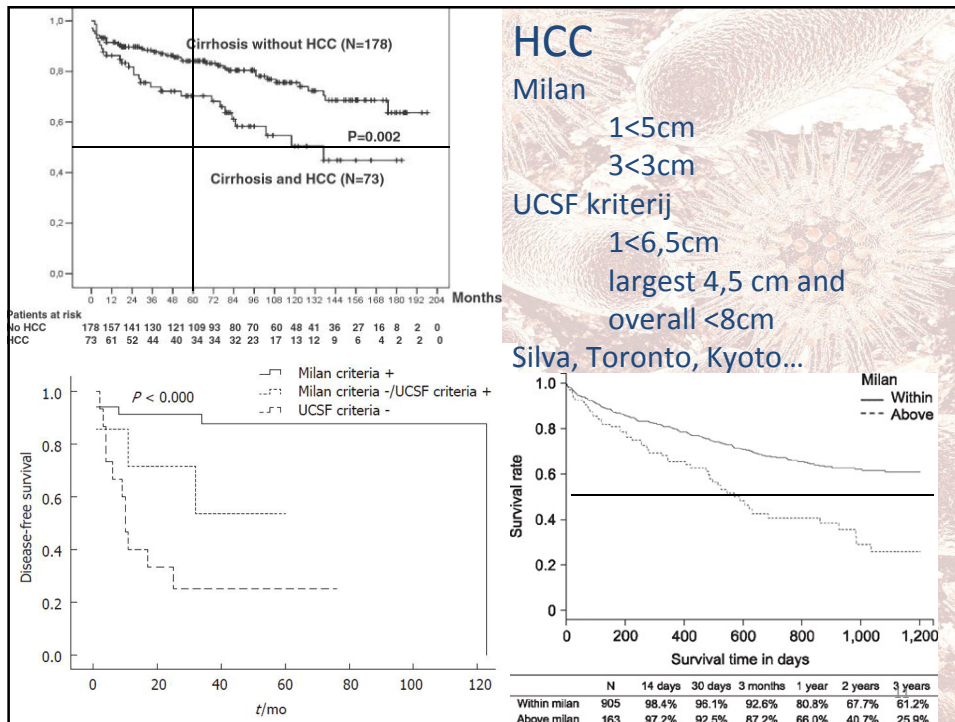 1,0
0,8
0,6
0,4
0,2
0,0
Cirrhosis without HCC (N=178)
P=0.002
Cirrhosis and HCC (N=73)
0 12 24 36 48 60 72 84 96 108 120 132 144 156 168 180 192 204 Months
Patients at risk
No HCC 178 157 141 130 121 109 93 80 70 60 48 41 36 27 16 8 2 0
HCC 73 61 52 44 40 34 34 32 23 17 13 12 9 6 4 2 2 0
HCC
Milan
1<5cm
3<3cm
UCSF kriterij
1<6,5cm
largest 4,5 cm and
overall <8cm
Silva, Toronto, Kyoto…
Milan criteria +
Milan criteria -/UCSF criteria +
UCSF criteria -
P < 0.000
Disease-free survival
1.0
0.8
0.6
0.4
0.2
0.0
0 20 40 60 80 100 120
t/mo
Milan
Within
Above
Survival rate
1.0
0.8
0.6
0.4
0.2
0
0 200 400 600 800 1,000 1,200
Survival time in days
N 14 days 30 days 3 months 1 year 2 years 3 years
Within milan 905 98.4% 96.1% 92.6% 80.8% 67.7% 61.2%
Above milan 163 97.2% 92.5% 87.2% 66.0% 40.7% 25.9%
11